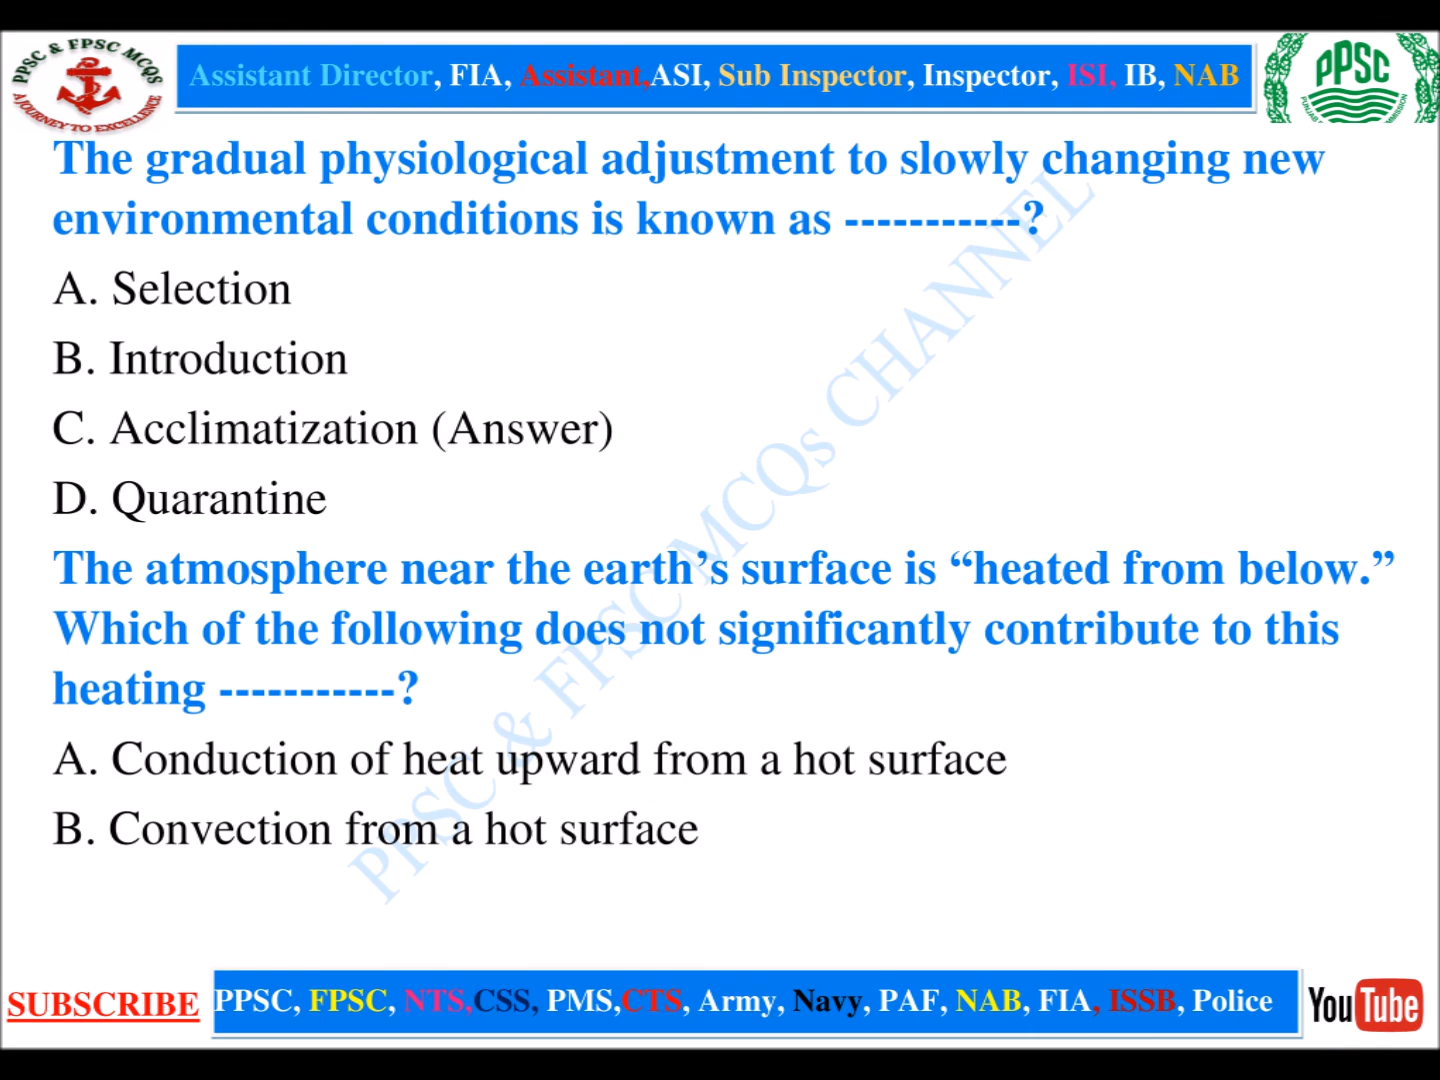 PPSC & FPSC MCQS
A JOURNEY TO EXCELLENCE
Assistant Director, FIA, Assistant,ASI, Sub Inspector, Inspector, ISI, IB, NAB
PPSC
The gradual physiological adjustment to slowly changing new
environmental conditions is known as -----------?
A. Selection
B. Introduction
C. Acclimatization (Answer)
D. Quarantine
The atmosphere near the earth’s surface is “heated from below.”
Which of the following does not significantly contribute to this
heating -----------?
A. Conduction of heat upward from a hot surface
B. Convection from a hot surface
PPSC & FPSC MCQs CHANNEL
SUBSCRIBE
PPSC, FPSC, NTS,CSS, PMS,CTS, Army, Navy, PAF, NAB, FIA, ISSB, Police
YouTube